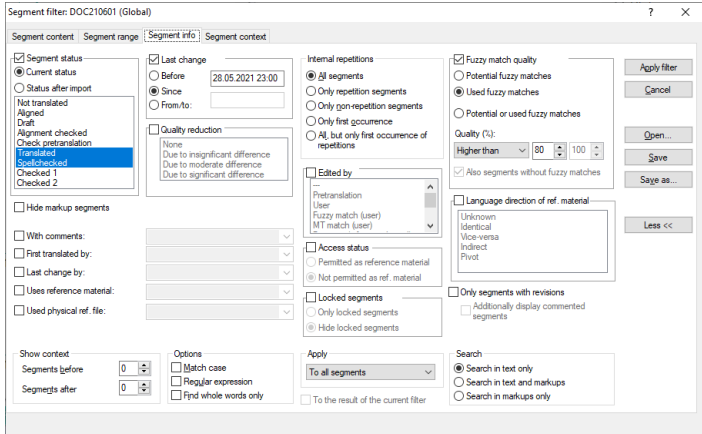 Segment filter: DOC210601 (Global)
? ×
Segment content Segment range Segment info Segment context
Segment status
Current status
Status after import
Not translated
Aligned
Draft
Alignment checked
Check pretranslation
Translated
Spellchecked
Checked 1
Checked 2
Hide markup segments
Last change
Before 28.05.2021 23:00
Since
From/to:
Quality reduction
None
Due to insignificant difference
Due to moderate difference
Due to significant difference
With comments:
First translated by:
Last change by:
Uses reference material:
Used physical ref. file:
Internal repetitions
All segments
Only repetition segments
Only non-repetition segments
Only first occurrence
All, but only first occurrence of
repetitions
Edited by
---
Pretranslation
User
Fuzzy match (user)
MT match (user)
Access status
Permitted as reference material
Not permitted as ref. material
Locked segments
Only locked segments
Hide locked segments
Fuzzy match quality
Potential fuzzy matches
Used fuzzy matches
Potential or used fuzzy matches
Quality (%):
Higher than 80 100
Also segments without fuzzy matches
Language direction of ref. material
Unknown
Identical
Vice-versa
Indirect
Pivot
Only segments with revisions
Additionally display commented
segments
Apply filter
Cancel
Open...
Save
Save as...
Less <<
Show context
Segments before 0
Segments after 0
Options
Match case
Regular expression
Find whole words only
Apply
To all segments
To the result of the current filter
Search
Search in text only
Search in text and markups
Search in markups only